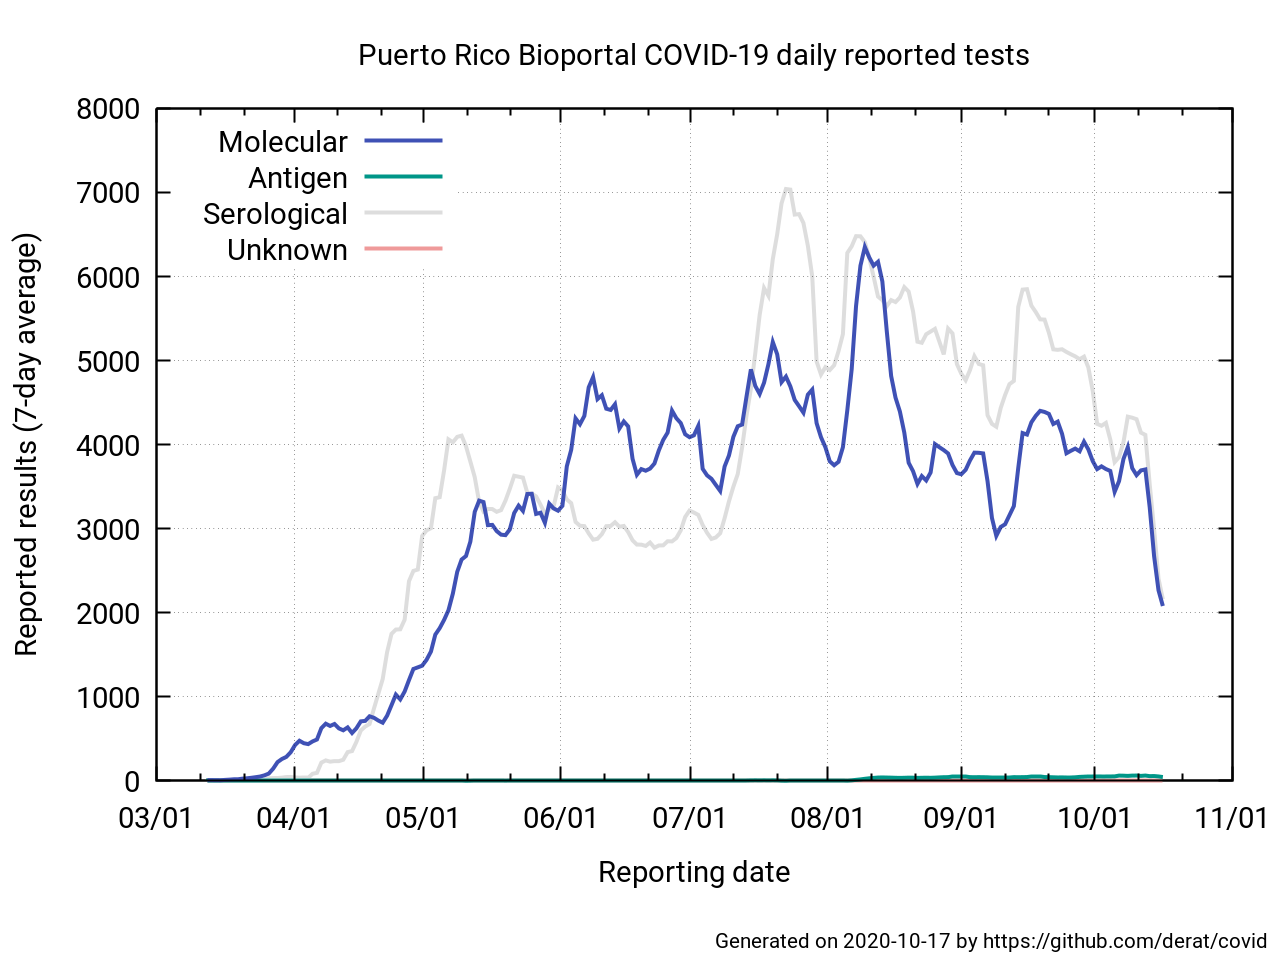 Puerto Rico Bioportal COVID-19 daily reported tests
8000
7000
6000
5000
4000
3000
2000
1000
0
Reported results (7-day average)
Molecular
Antigen
Serological
Unknown
03/01 04/01 05/01 06/01 07/01 08/01 09/01 10/01 11/01
Reporting date
Generated on 2020-10-17 by https://github.com/derat/covid